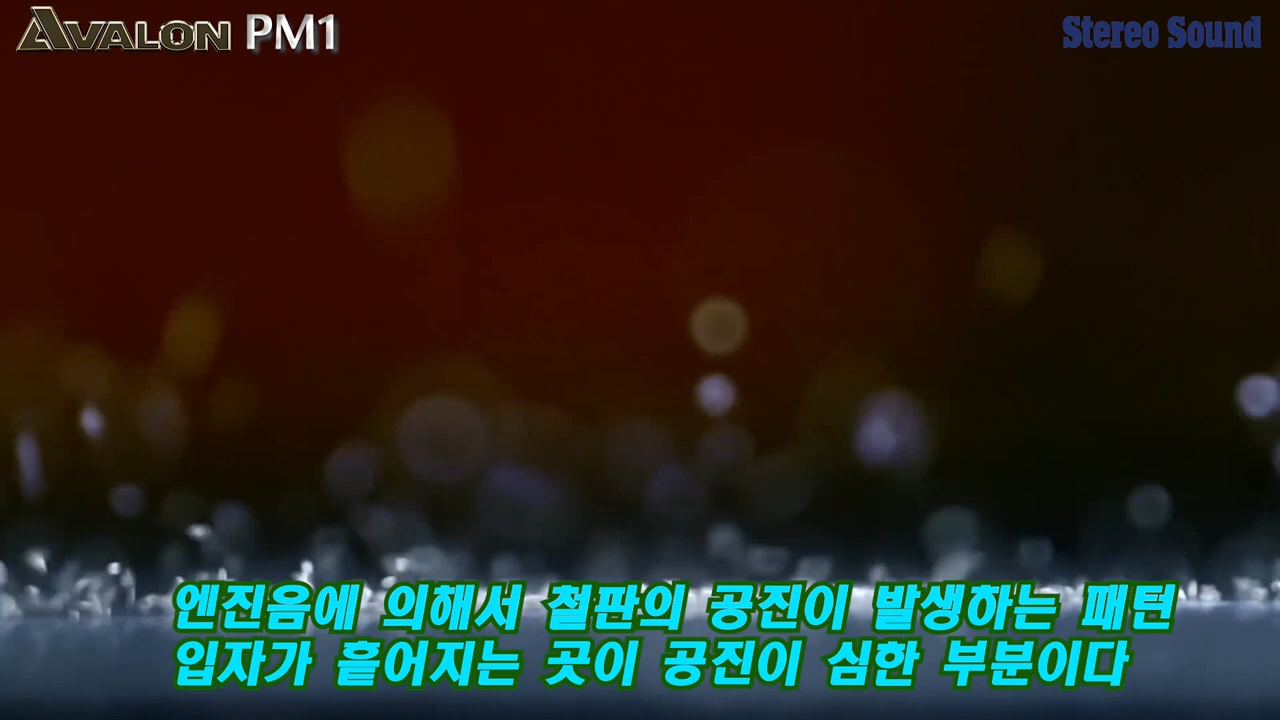 AVALON PM1
Stereo Sound
엔진음에 의해서 철판의 공진이 발생하는 패턴
입자가 흩어지는 곳이 공진이 심한 부분이다